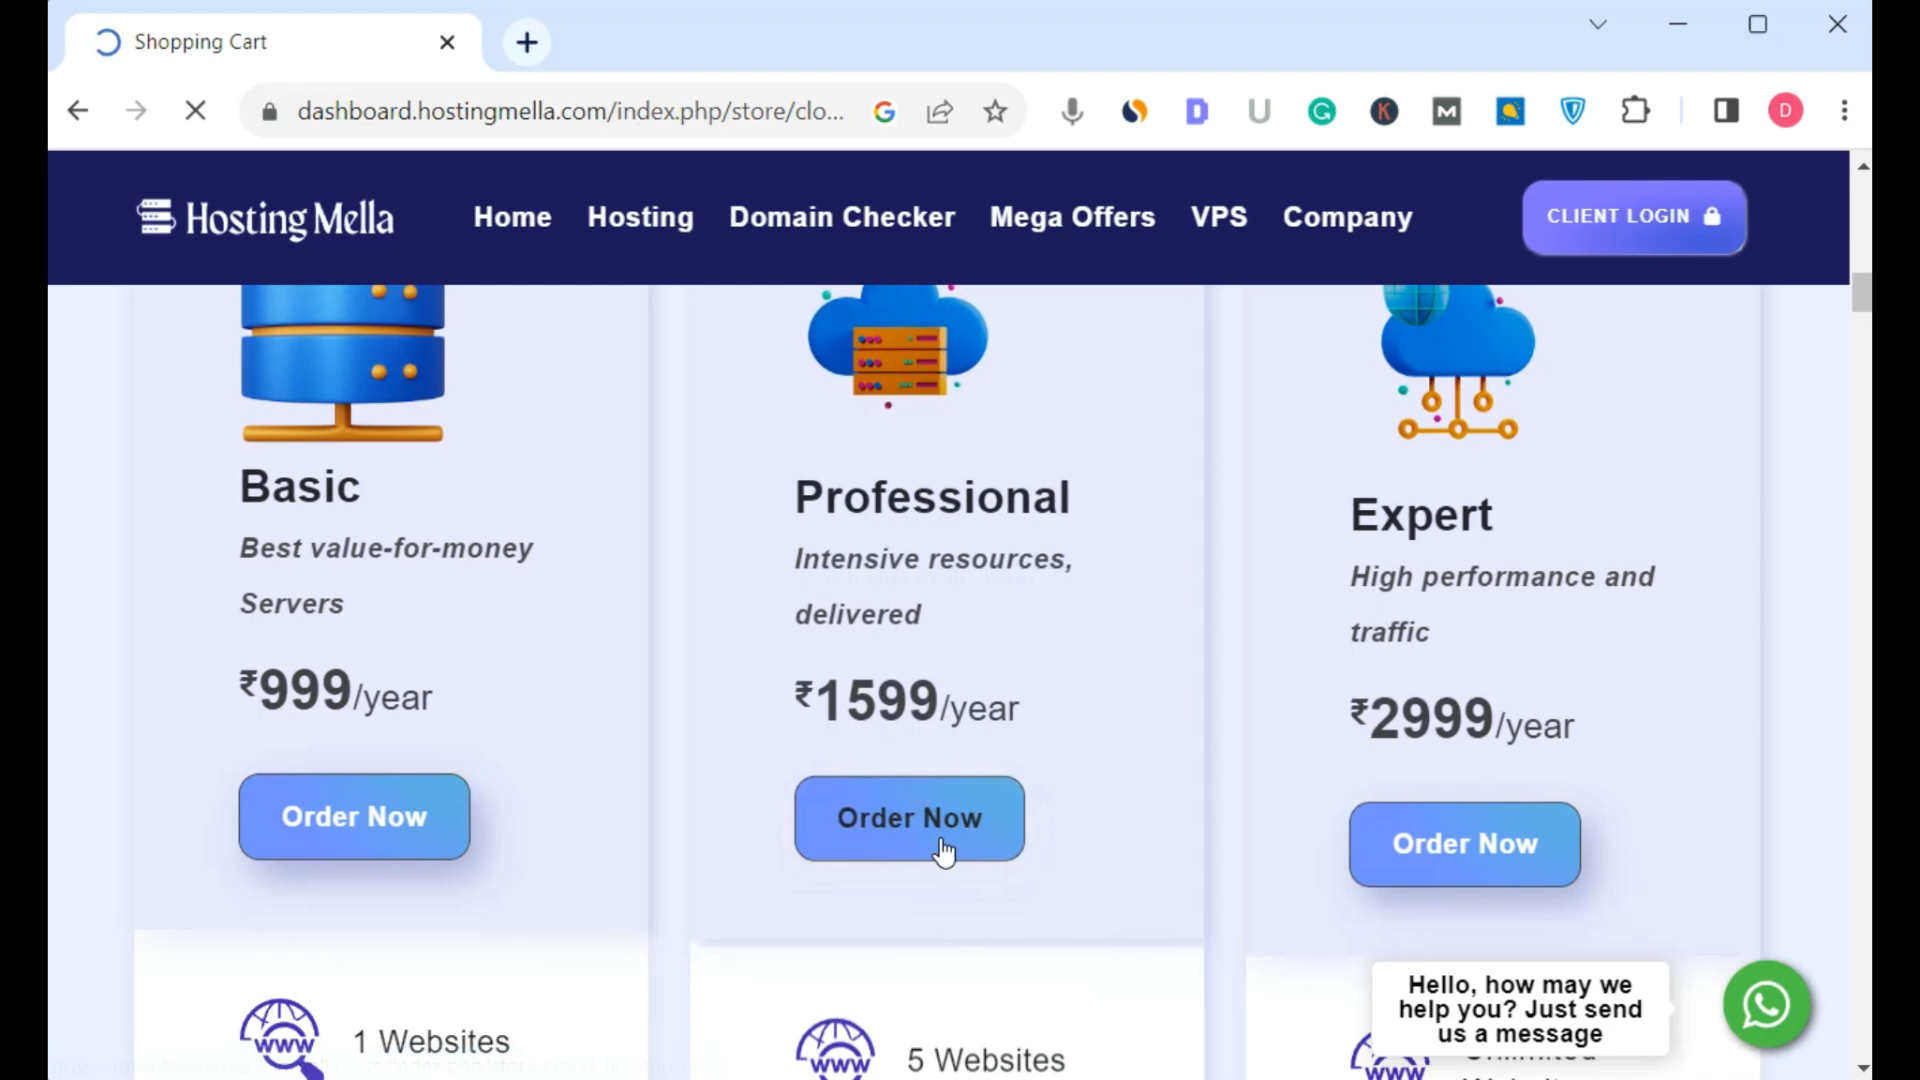 Shopping Cart
dashboard.hostingmella.com/index.php/store/clo...
Hosting Mella
Home
Hosting
Domain Checker
Mega Offers
VPS
Company
CLIENT LOGIN
Basic
Best value-for-money
Servers
₹999/year
Order Now
WWW
1 Websites
Professional
Intensive resources,
delivered
₹1599/year
Order Now
WWW
5 Websites
Expert
High performance and
traffic
₹2999/year
Order Now
WWW
Hello, how may we
help you? Just send
us a message